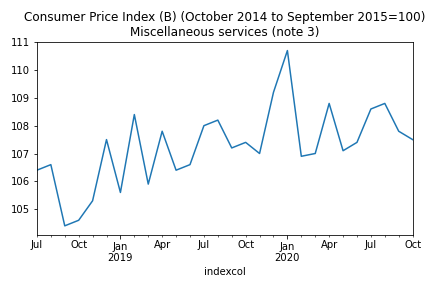 Consumer Price Index (B) (October 2014 to September 2015=100)
Miscellaneous services (note 3)
111
110
109
108
107
106
105
Jul Oct Jan Apr Jul Oct Jan Apr Jul Oct
2019 2020
indexcol